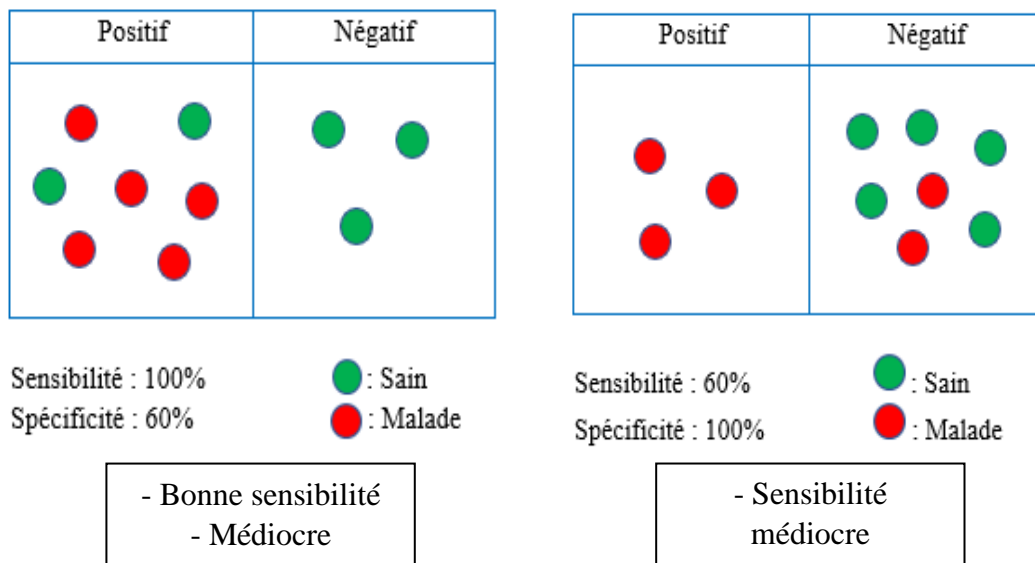 Positif Négatif
Sensibilité : 100% : Sain
Spécificité : 60% : Malade
- Bonne sensibilité
- Médiocre
Positif Négatif
Sensibilité : 60% : Sain
Spécificité : 100% : Malade
- Sensibilité
médiocre